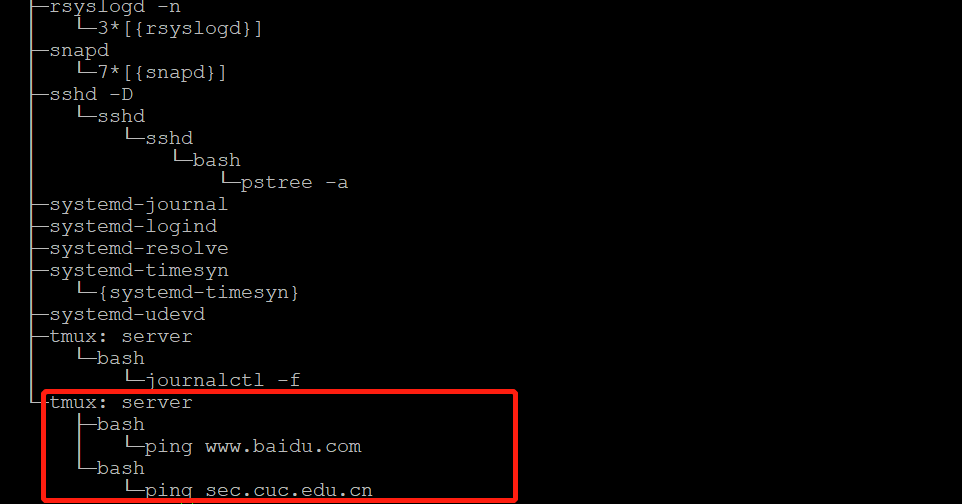 ├─rsyslogd -n
│   └─3*[{rsyslogd}]
├─snapd
│   └─7*[{snapd}]
├─sshd -D
│   └─sshd
│       └─sshd
│           └─bash
│               └─pstree -a
├─systemd-journal
├─systemd-logind
├─systemd-resolve
├─systemd-timesyn
│   └─{systemd-timesyn}
├─systemd-udevd
├─tmux: server
│   └─bash
│       └─journalctl -f
└─tmux: server
    ├─bash
    │   └─ping www.baidu.com
    └─bash
        └─ping sec.cuc.edu.cn